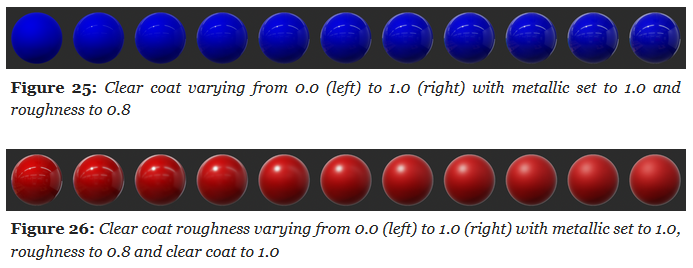 Figure 25: Clear coat varying from 0.0 (left) to 1.0 (right) with metallic set to 1.0 and
roughness to 0.8
Figure 26: Clear coat roughness varying from 0.0 (left) to 1.0 (right) with metallic set to 1.0,
roughness to 0.8 and clear coat to 1.0